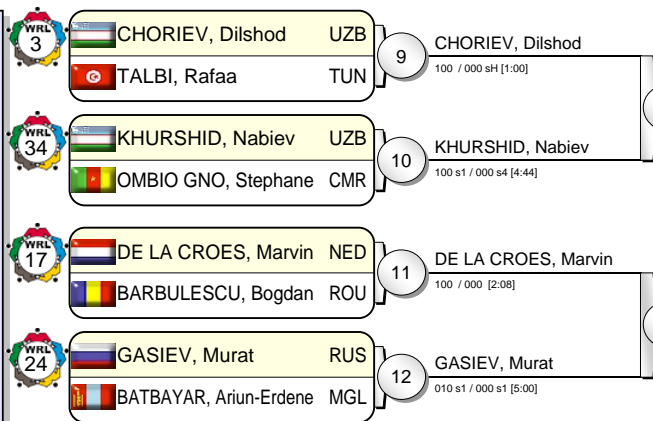 WRL 3 CHORIEV, Dilshod UZB
TALBI, Rafaa TUN
9 CHORIEV, Dilshod
100 / 000 sH [1:00]
WRL 34 KHURSHID, Nabiev UZB
OMBIO GNO, Stephane CMR
10 KHURSHID, Nabiev
100 s1 / 000 s4 [4:44]
WRL 17 DE LA CROES, Marvin NED
BARBULESCU, Bogdan ROU
11 DE LA CROES, Marvin
100 / 000 [2:08]
WRL 24 GASIEV, Murat RUS
BATBAYAR, Ariun-Erdene MGL
12 GASIEV, Murat
010 s1 / 000 s1 [5:00]